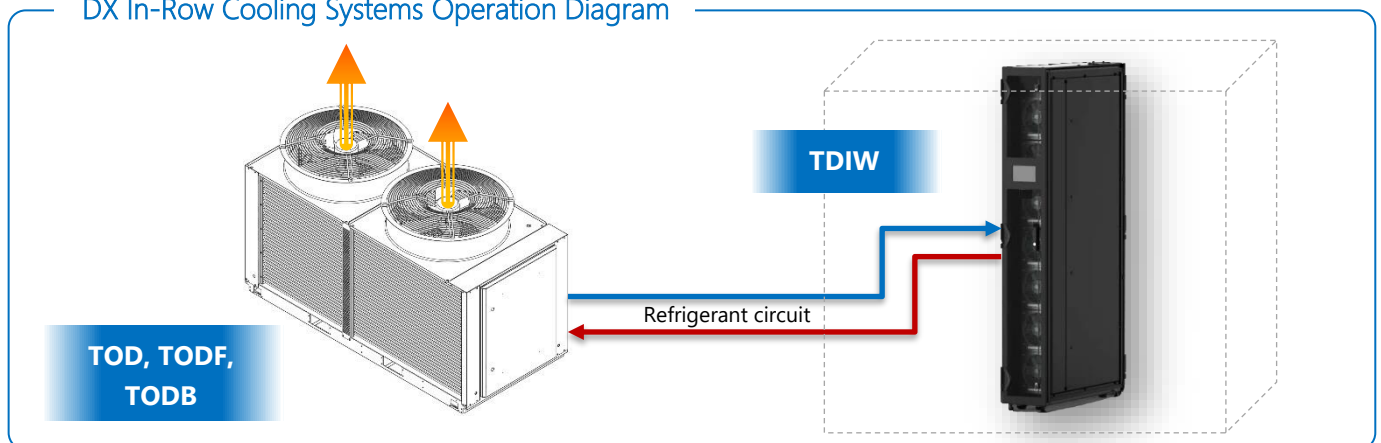 DX In-Row Cooling Systems Operation Diagram
TDIW
Refrigerant circuit
TOD, TODF,
TODB